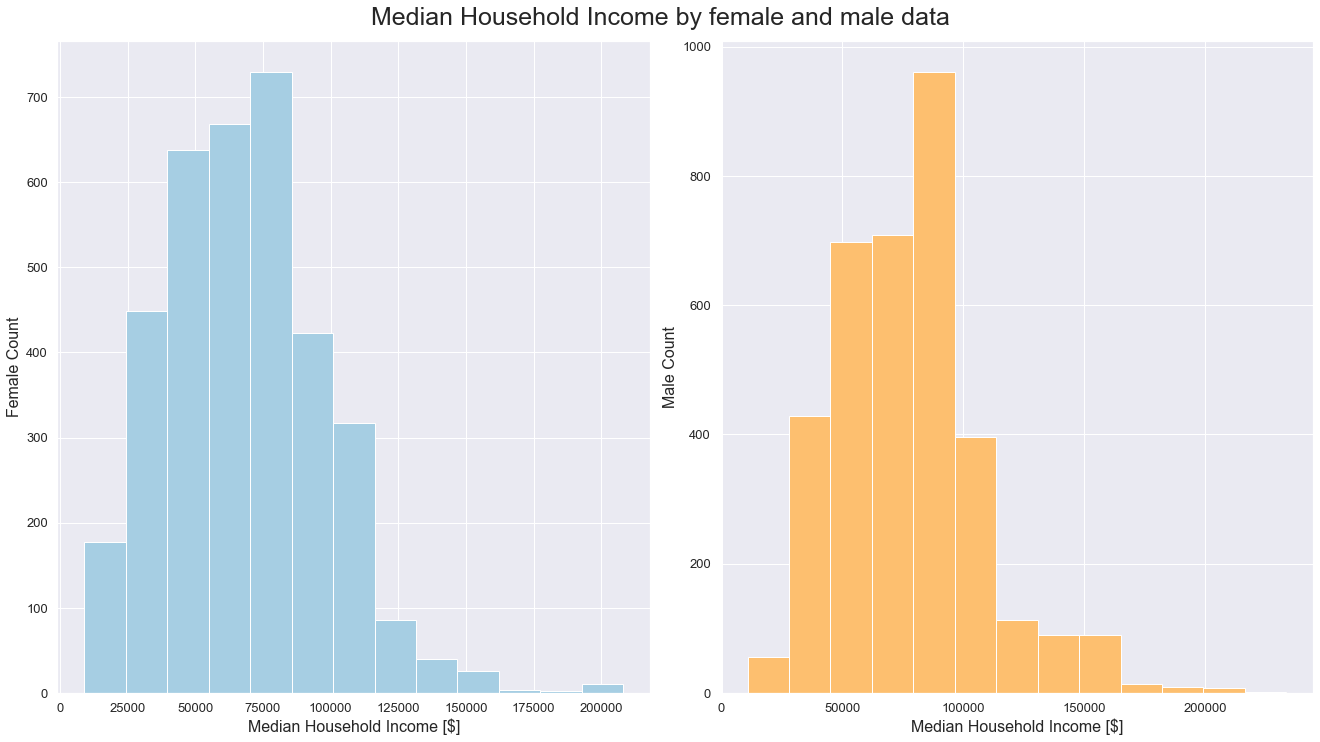 Median Household Income by female and male data
Female Count
700
600
500
400
300
200
100
0
0 25000 50000 75000 100000 125000 150000 175000 200000
Median Household Income [$]
Male Count
1000
800
600
400
200
0
0 50000 100000 150000 200000
Median Household Income [$]